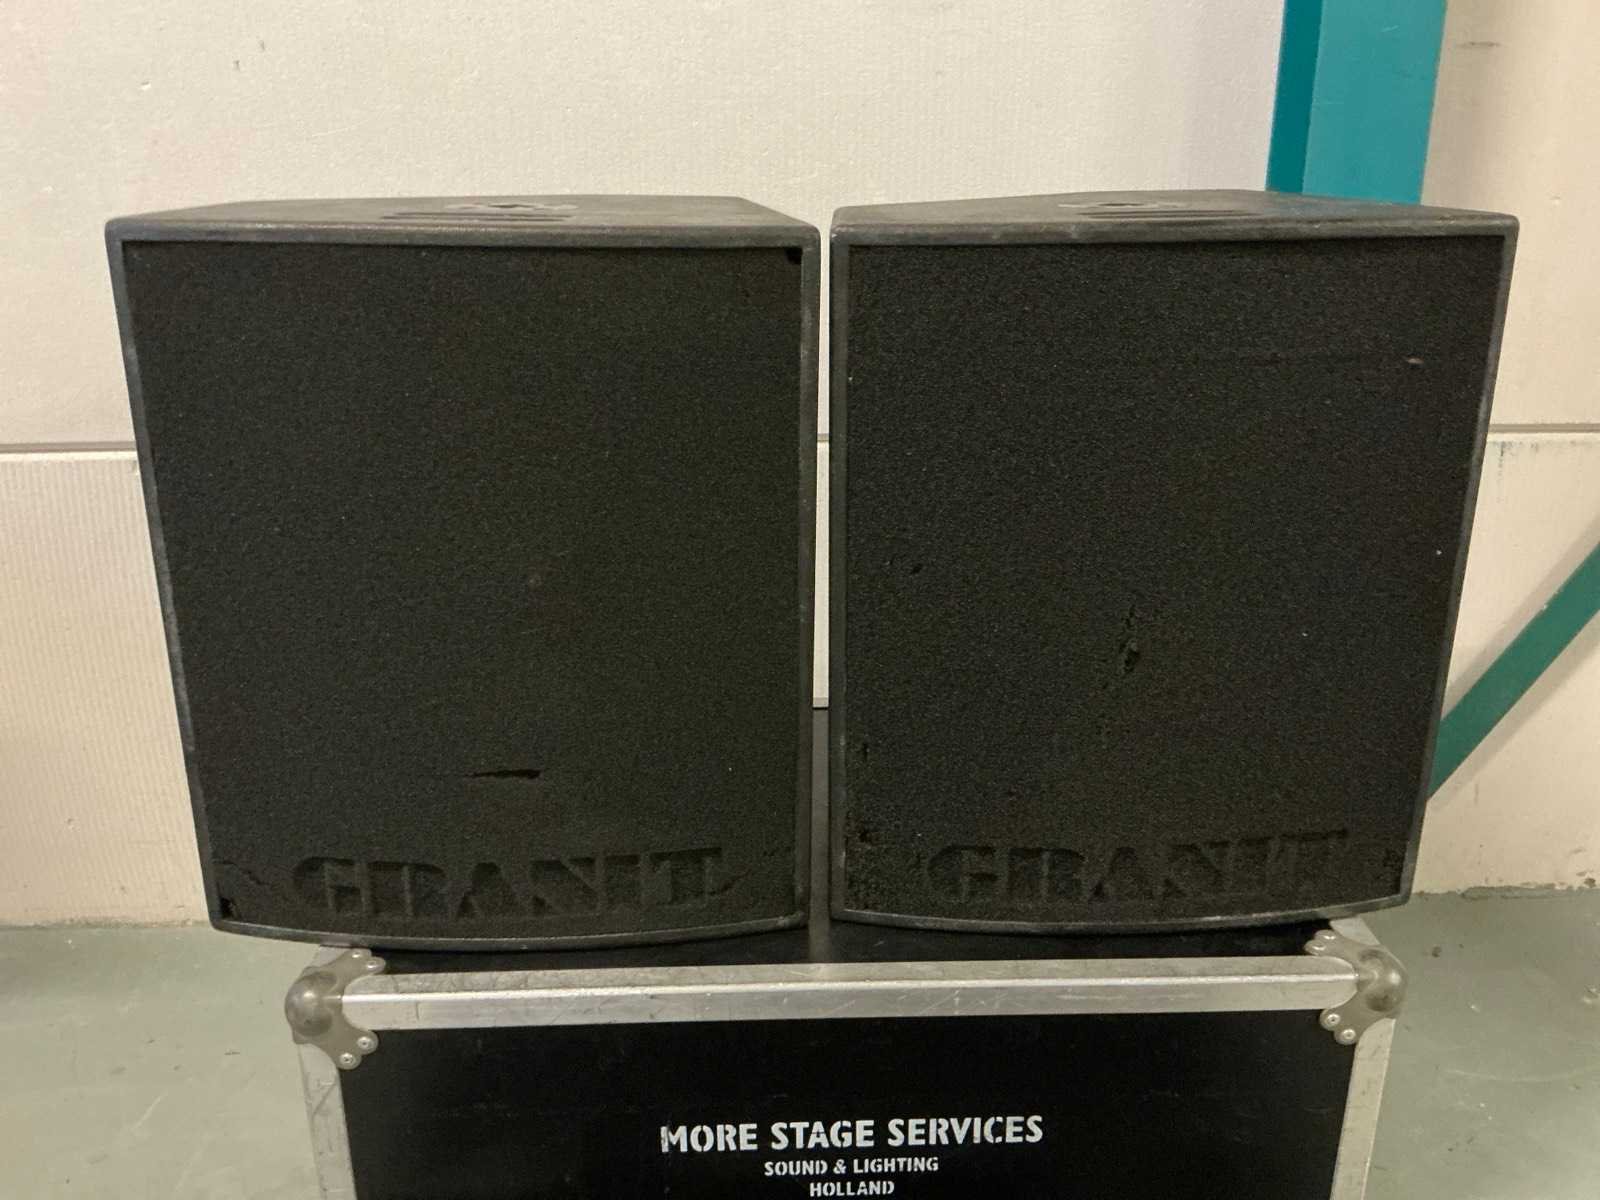 GRANIT
GRANIT
MORE STAGE SERVICES
SOUND & LIGHTING
HOLLAND